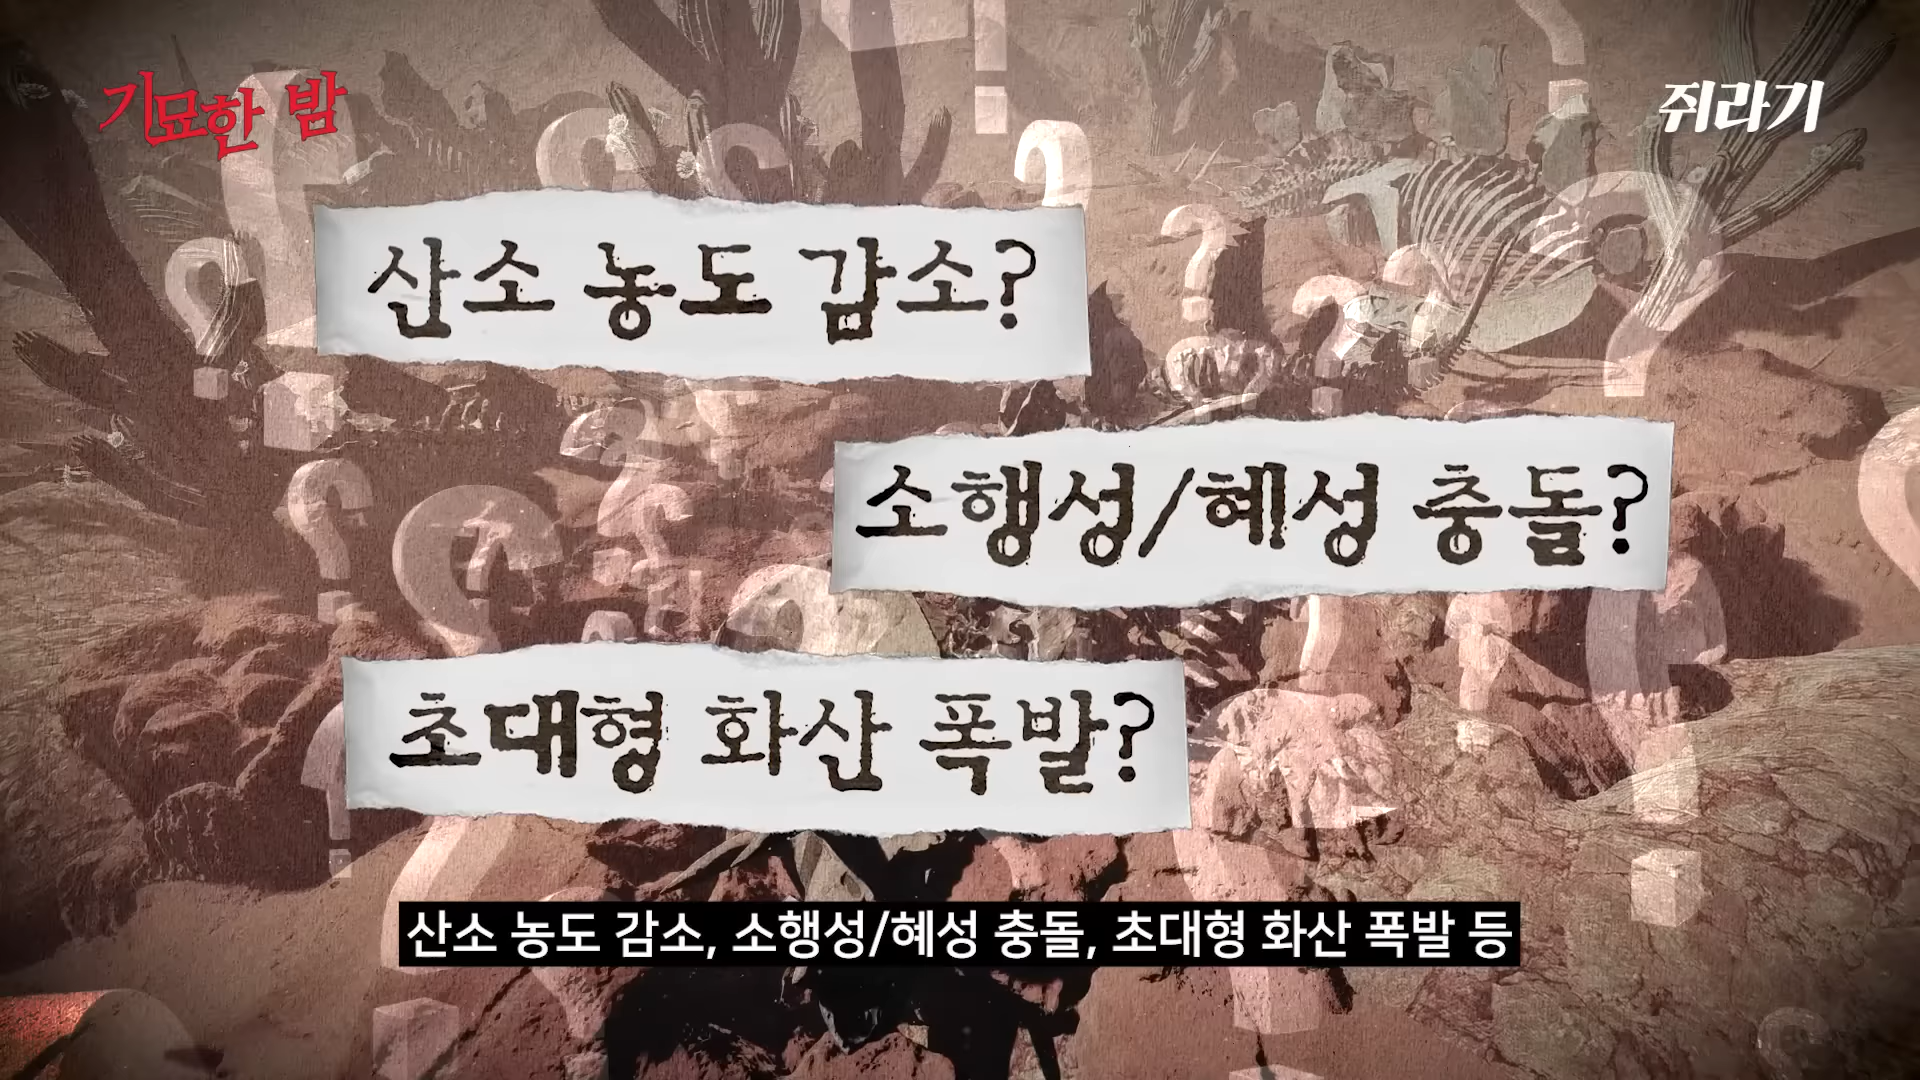 기묘한 밤
쥐라기
산소 농도 감소?
소행성/혜성 충돌?
초대형 화산 폭발?
산소 농도 감소, 소행성/혜성 충돌, 초대형 화산 폭발 등